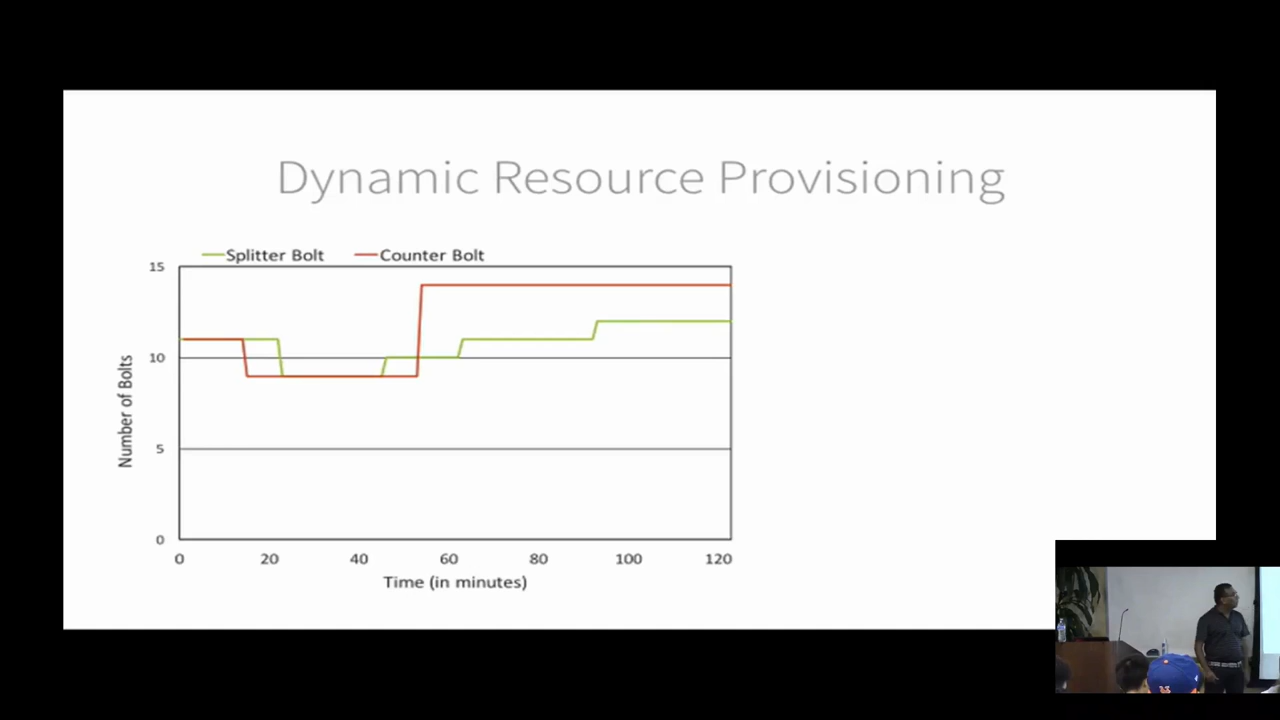 Dynamic Resource Provisioning
Splitter Bolt Counter Bolt
15
10
5
0
Number of Bolts
0 20 40 60 80 100 120
Time (in minutes)